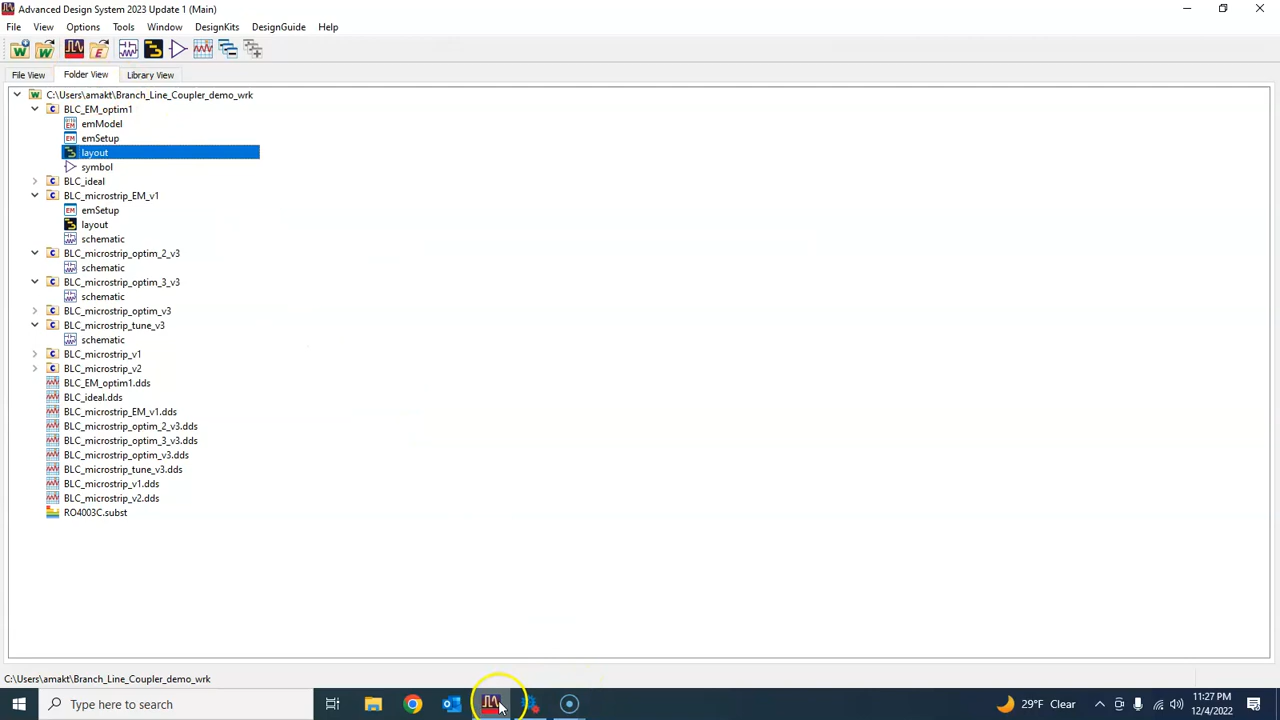 Advanced Design System 2023 Update 1 (Main)
File View Options Tools Window DesignKits DesignGuide Help
File View Folder View Library View
C:\Users\amakt\Branch_Line_Coupler_demo_wrk
BLC_EM_optim1
emModel
emSetup
layout
symbol
BLC_ideal
BLC_microstrip_EM_v1
emSetup
layout
schematic
BLC_microstrip_optim_2_v3
schematic
BLC_microstrip_optim_3_v3
schematic
BLC_microstrip_optim_v3
BLC_microstrip_tune_v3
schematic
BLC_microstrip_v1
BLC_microstrip_v2
BLC_EM_optim1.dds
BLC_ideal.dds
BLC_microstrip_EM_v1.dds
BLC_microstrip_optim_2_v3.dds
BLC_microstrip_optim_3_v3.dds
BLC_microstrip_optim_v3.dds
BLC_microstrip_tune_v3.dds
BLC_microstrip_v1.dds
BLC_microstrip_v2.dds
RO4003C.subst
C:\Users\amakt\Branch_Line_Coupler_demo_wrk
Type here to search
29°F Clear
11:27 PM
12/4/2022